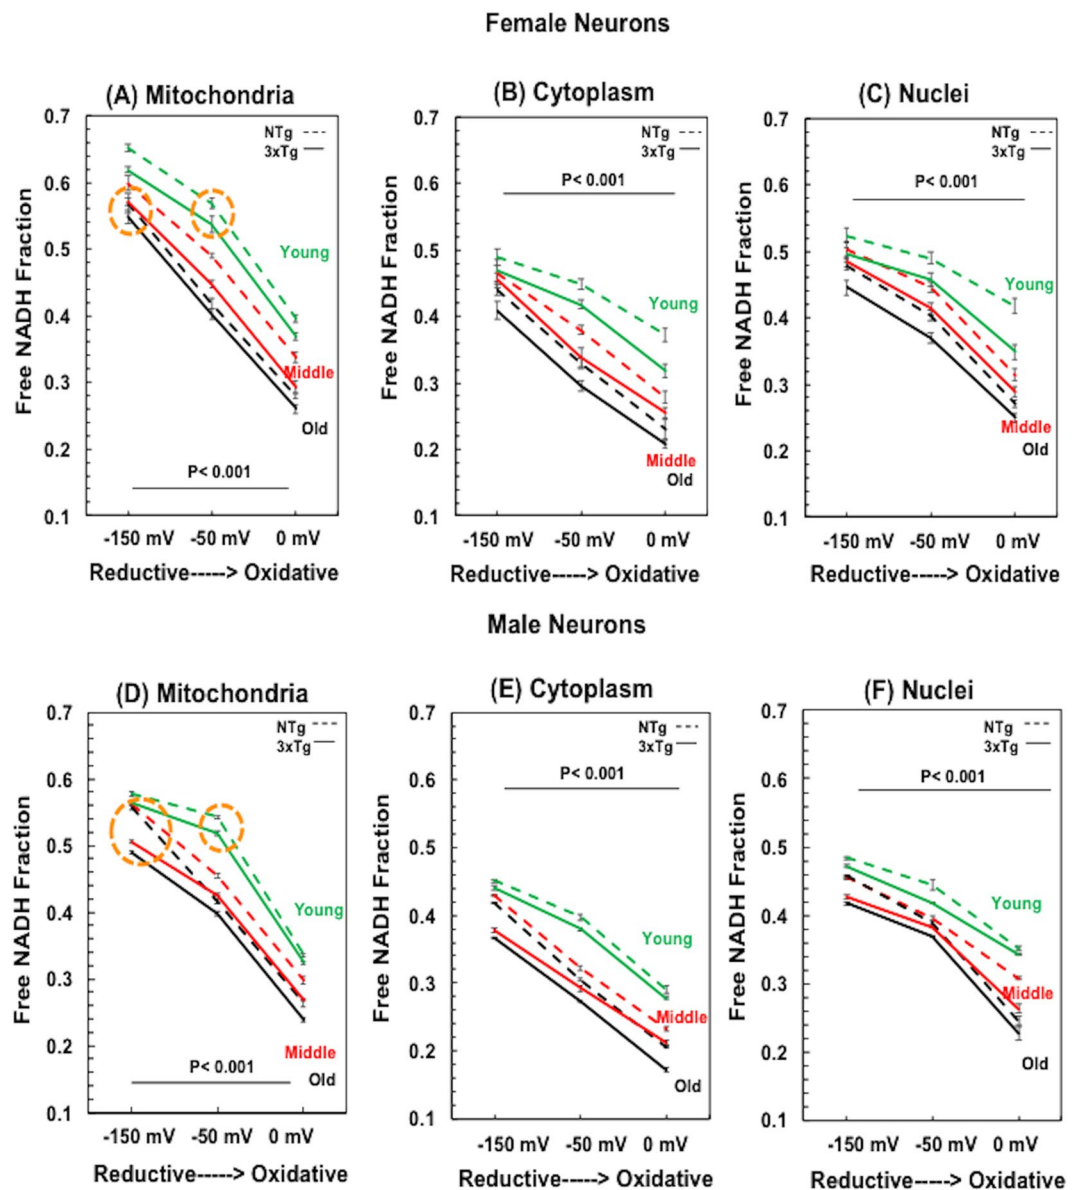 Female Neurons
(A) Mitochondria
(B) Cytoplasm
(C) Nuclei
Free NADH Fraction
0.7
0.6
0.5
0.4
0.3
0.2
0.1
NTg
3xTg
Young
Middle
Old
P< 0.001
-150 mV -50 mV 0 mV
Reductive-----> Oxidative
Free NADH Fraction
0.7
0.6
0.5
0.4
0.3
0.2
0.1
NTg
3xTg
P< 0.001
Young
Middle
Old
-150 mV -50 mV 0 mV
Reductive-----> Oxidative
Free NADH Fraction
0.7
0.6
0.5
0.4
0.3
0.2
0.1
NTg
3xTg
P< 0.001
Young
Middle
Old
-150 mV -50 mV 0 mV
Reductive-----> Oxidative
Male Neurons
(D) Mitochondria
(E) Cytoplasm
(F) Nuclei
Free NADH Fraction
0.7
0.6
0.5
0.4
0.3
0.2
0.1
NTg
3xTg
Young
Middle
Old
P< 0.001
-150 mV -50 mV 0 mV
Reductive-----> Oxidative
Free NADH Fraction
0.7
0.6
0.5
0.4
0.3
0.2
0.1
NTg
3xTg
P< 0.001
Young
Middle
Old
-150 mV -50 mV 0 mV
Reductive-----> Oxidative
Free NADH Fraction
0.7
0.6
0.5
0.4
0.3
0.2
0.1
NTg
3xTg
P< 0.001
Young
Middle
Old
-150 mV -50 mV 0 mV
Reductive-----> Oxidative